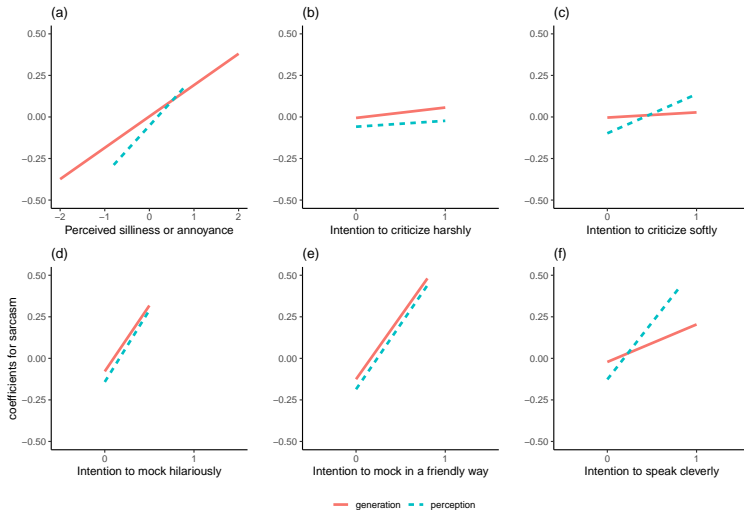 (a)
0.50
0.25
0.00
−0.25
−0.50
−2 −1 0 1 2
Perceived silliness or annoyance
(b)
0.50
0.25
0.00
−0.25
−0.50
0 1
Intention to criticize harshly
(c)
0.50
0.25
0.00
−0.25
−0.50
0 1
Intention to criticize softly
coefficients for sarcasm
(d)
0.50
0.25
0.00
−0.25
−0.50
0 1
Intention to mock hilariously
(e)
0.50
0.25
0.00
−0.25
−0.50
0 1
Intention to mock in a friendly way
(f)
0.50
0.25
0.00
−0.25
−0.50
0 1
Intention to speak cleverly
generation perception